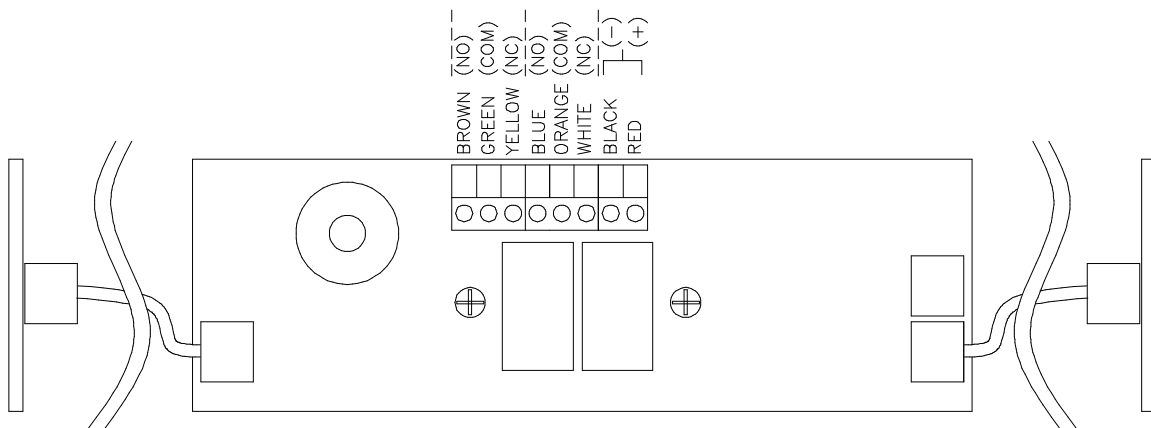 BROWN (NO)
GREEN (COM)
YELLOW (NC)
BLUE (NO)
ORANGE (COM)
WHITE (NC)
BLACK (-)
RED (+)